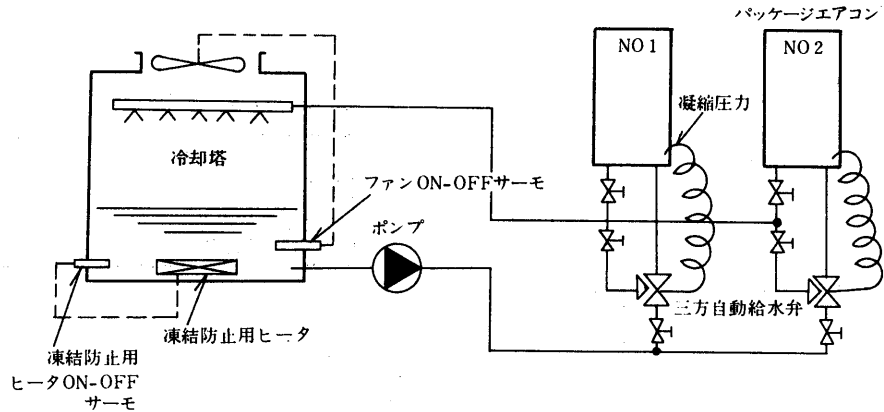 パッケージエアコン
NO 1
NO 2
凝縮圧力
冷却塔
ファンON-OFFサーモ
ポンプ
三方自動給水弁
凍結防止用ヒータ
凍結防止用
ヒータON-OFF
サーモ